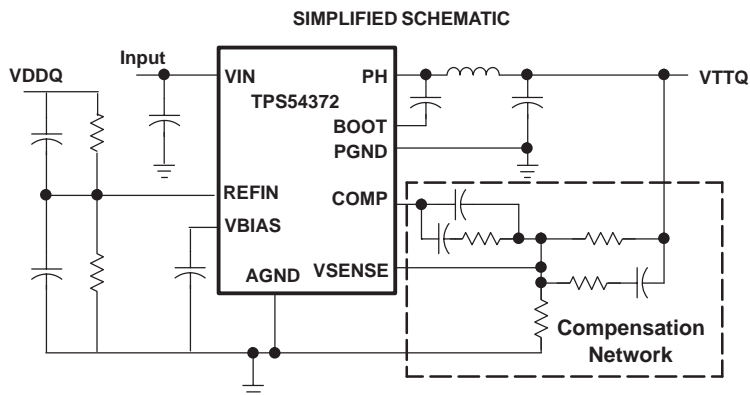 SIMPLIFIED SCHEMATIC
Input
VDDQ
VIN
PH
VTTQ
TPS54372
BOOT
PGND
REFIN
COMP
VBIAS
AGND
VSENSE
Compensation
Network